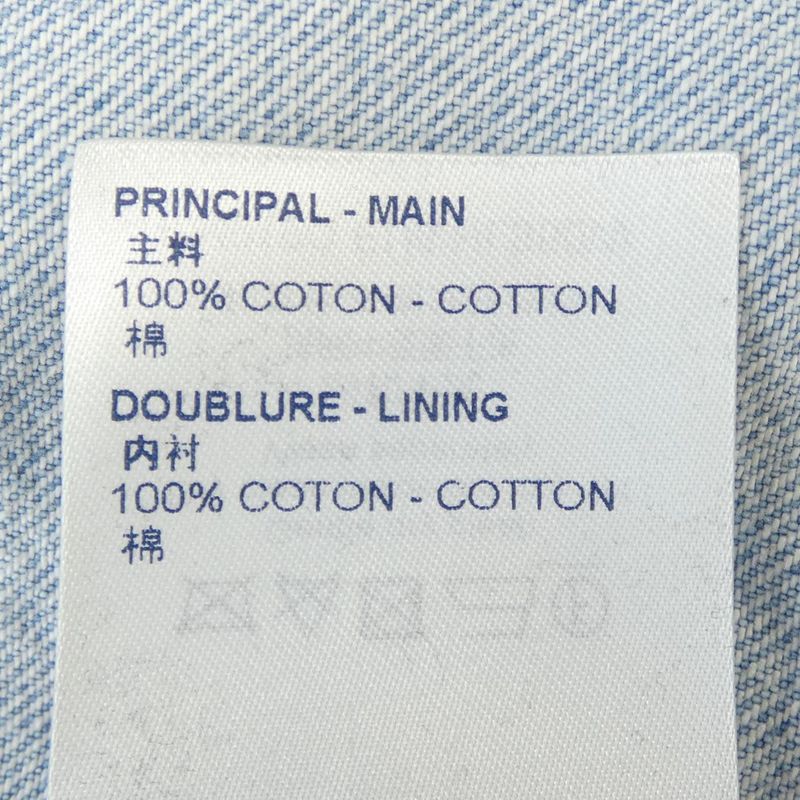 PRINCIPAL - MAIN
主料
100% COTON - COTTON
棉
DOUBLURE - LINING
内衬
100% COTON - COTTON
棉